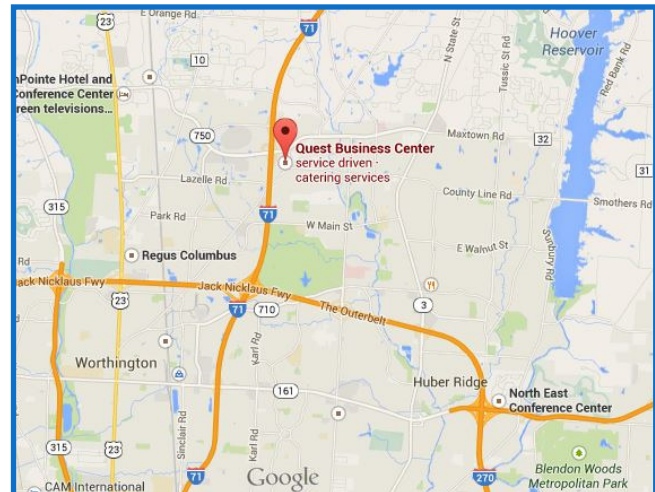 23
E Orange Rd
71
Hoover
Reservoir
N State St
Tussic St Rd
Red Bank Rd
10
nPointe Hotel and
Conference Center
reen televisions...
750
Maxtown Rd
32
Quest Business Center
service driven ·
catering services
Lazelle Rd
31
County Line Rd
Smothers Rd
315
Park Rd
71
W Main St
E Walnut St
Sunbury Rd
Regus Columbus
Jack Nicklaus Fwy
Jack Nicklaus Fwy
23
71
710
The Outerbelt
3
Worthington
Karl Rd
161
Huber Ridge
North East
Conference Center
Sinclair Rd
Karl Rd
315
23
71
Google
270
Blendon Woods
Metropolitan Park
CAM International